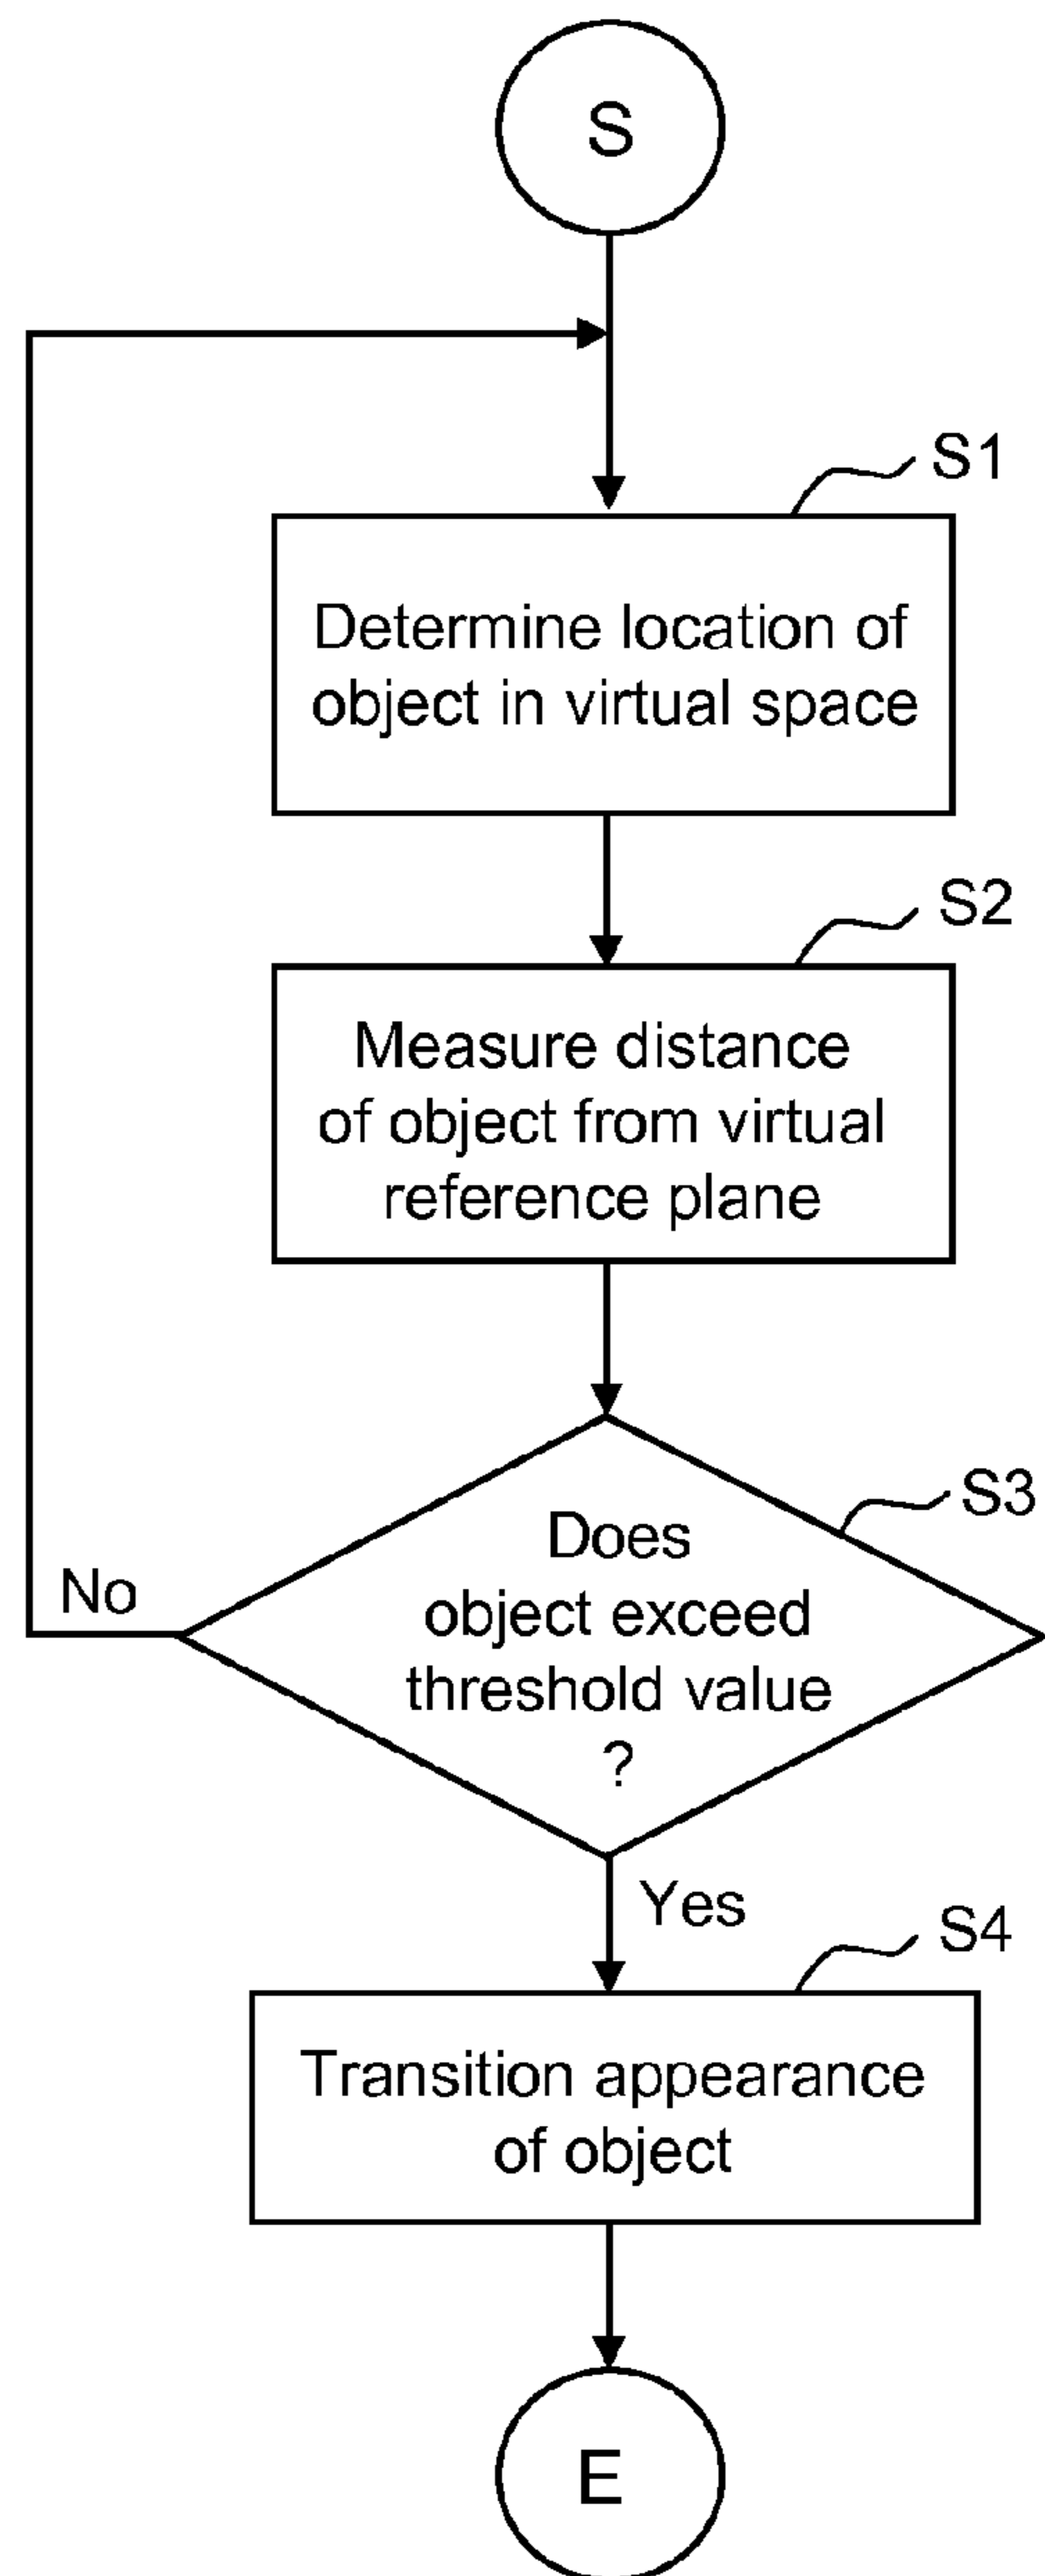 S
S1
Determine location of
object in virtual space
S2
Measure distance
of object from virtual
reference plane
S3
Does
object exceed
threshold value
?
No
Yes
S4
Transition appearance
of object
E